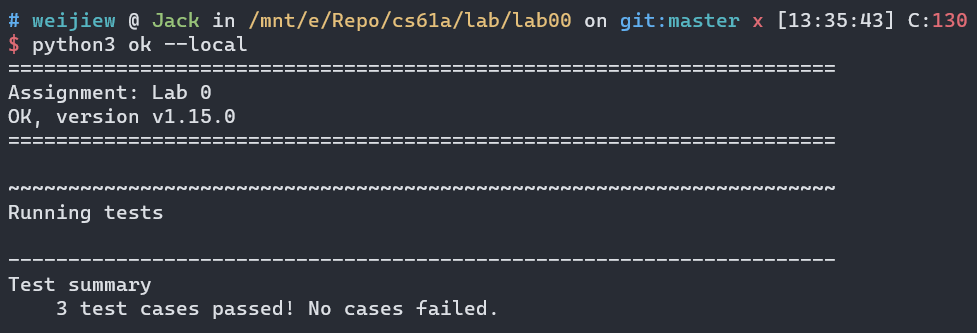 # weijiew @ Jack in /mnt/e/Repo/cs61a/lab/lab00 on git:master x [13:35:43] C:130
$ python3 ok --local
=====================================================================
Assignment: Lab 0
OK, version v1.15.0
=====================================================================
~~~~~~~~~~~~~~~~~~~~~~~~~~~~~~~~~~~~~~~~~~~~~~~~~~~~~~~~~~~~~~~~~~~~~
Running tests
---------------------------------------------------------------------
Test summary
    3 test cases passed! No cases failed.